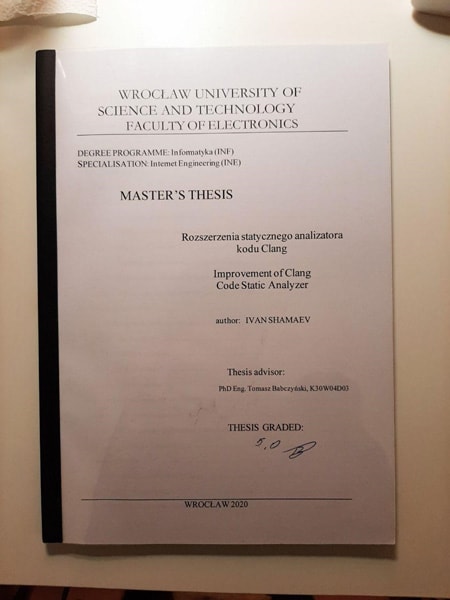 WROCŁAW UNIVERSITY OF
SCIENCE AND TECHNOLOGY
FACULTY OF ELECTRONICS
DEGREE PROGRAMME: Informatyka (INF)
SPECIALISATION: Internet Engineering (INE)
MASTER'S THESIS
Rozszerzenia statycznego analizatora
kodu Clang
Improvement of Clang
Code Static Analyzer
author: IVAN SHAMAEV
Thesis advisor:
PhD Eng. Tomasz Babczyński, K30W04D03
THESIS GRADED:
5.0
WROCŁAW 2020